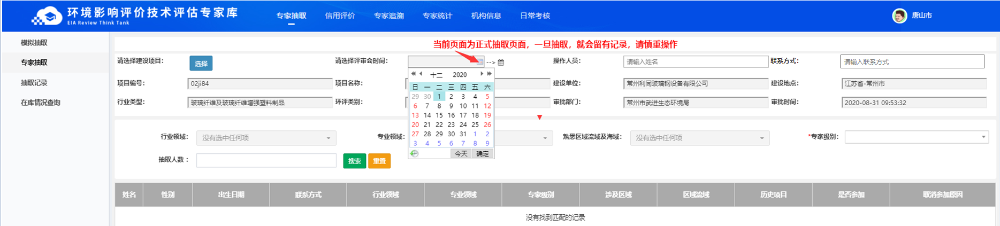 环境影响评价技术评估专家库
EIA Review Think Tank
专家抽取 信用评价 专家追溯 专家统计 机构信息 日常考核 唐山市
模拟抽取
专家抽取
抽取记录
在库情况查询
当前页面为正式抽取页面，一旦抽取，就会留有记录，请慎重操作
请选择建设项目： 选择 请选择评审会时间： --> 操作人员： 请输入姓名 联系方式： 请输入联系方式
项目编号： 02ji84 项目名称： 建设单位： 常州利同玻璃钢设备有限公司 建设地点： 江苏省-常州市
行业类型： 玻璃纤维及玻璃纤维增强塑料制品 环评类别： 审批部门： 常州市武进生态环境局 审批时间： 2020-08-31 09:53:32
十二 2020
日 一 二 三 四 五 六
29 30 1 2 3 4 5
6 7 8 9 10 11 12
13 14 15 16 17 18 19
20 21 22 23 24 25 26
27 28 29 30 31 1 2
3 4 5 6 7 8 9
今天 确定
行业领域： 没有选中任何项 专业领域： 熟悉区域流域及海域： 没有选中任何项 *专家级别：
抽取人数： 搜索 重置
姓名 性别 出生日期 联系方式 行业领域 专业领域 专家级别 涉及区域 区域流域 历史项目 是否参加 取消参加原因
没有找到匹配的记录